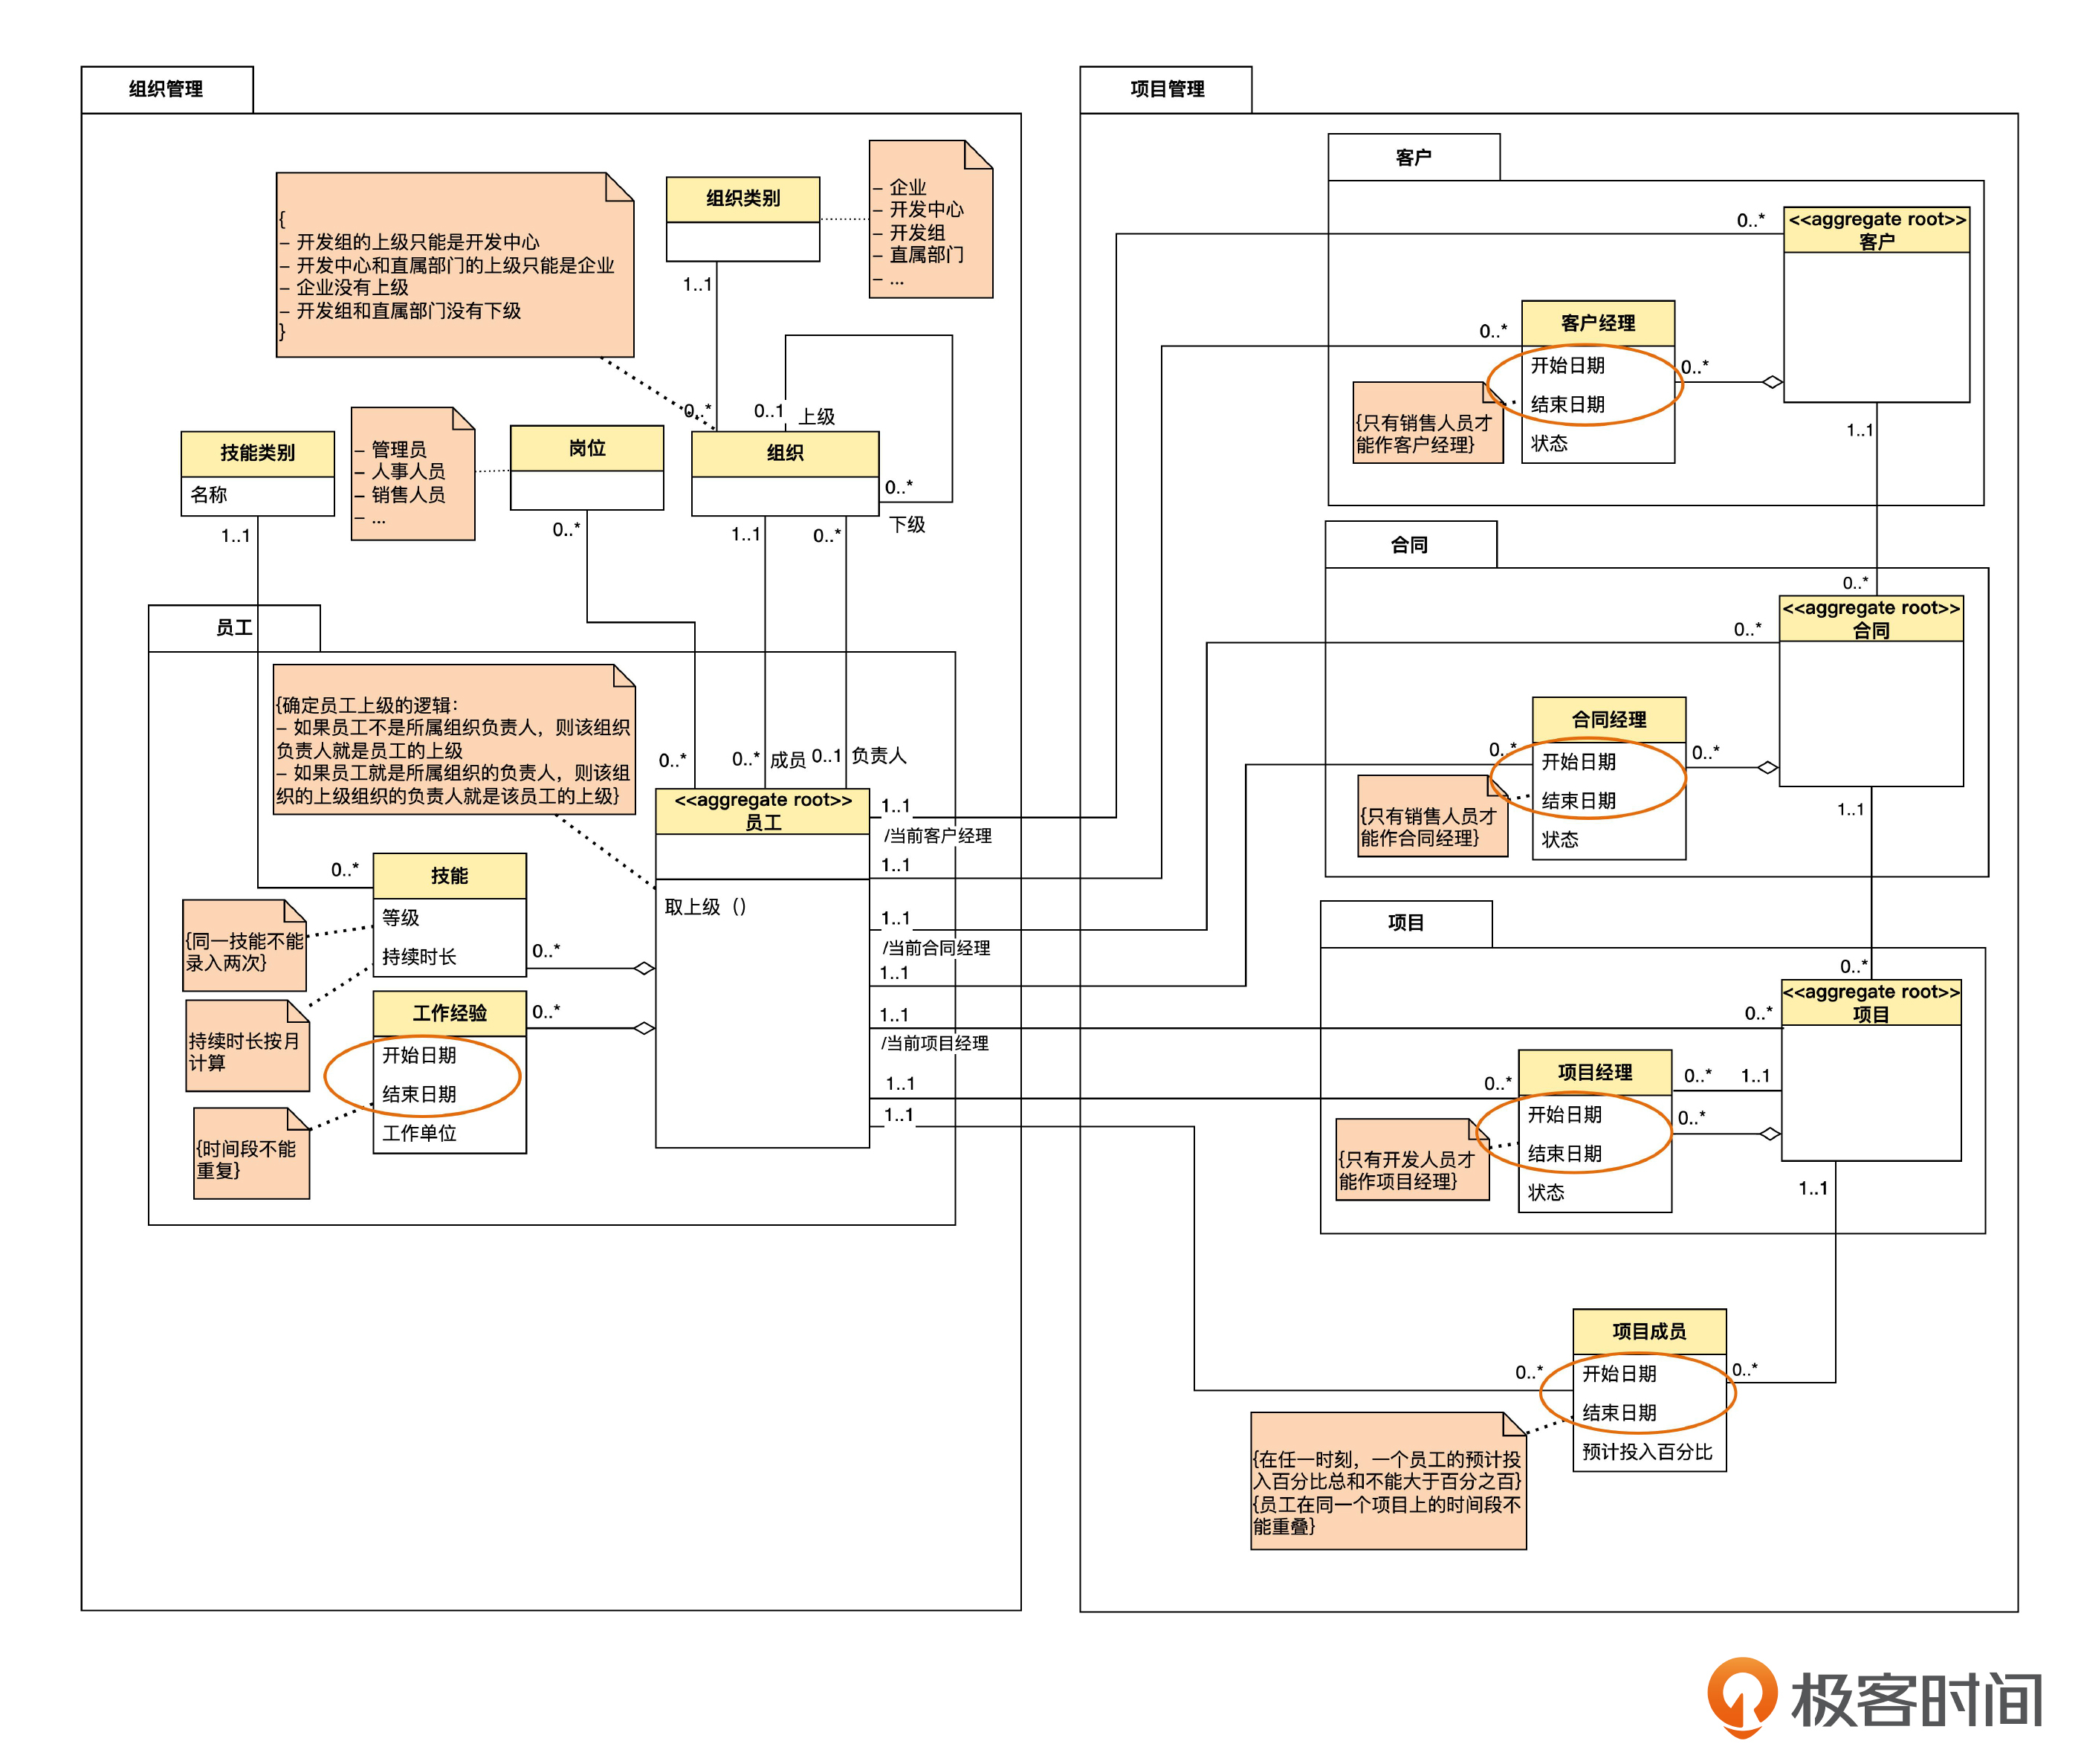 组织管理
{
– 开发组的上级只能是开发中心
– 开发中心和直属部门的上级只能是企业
– 企业没有上级
– 开发组和直属部门没有下级
}
组织类别
– 企业
– 开发中心
– 开发组
– 直属部门
– ...
1..1
0..*
0..1
上级
组织
0..*
下级
1..1
0..*
技能类别
名称
1..1
– 管理员
– 人事人员
– 销售人员
– ...
岗位
0..*
员工
{确定员工上级的逻辑:
– 如果员工不是所属组织负责人，则该组织
负责人就是员工的上级
– 如果员工就是所属组织的负责人，则该组
织的上级组织的负责人就是该员工的上级}
0..*
0..*
成员
0..1
负责人
<<aggregate root>>
员工
取上级（）
0..*
技能
等级
持续时长
0..*
{同一技能不能
录入两次}
持续时长按月
计算
工作经验
开始日期
结束日期
工作单位
0..*
{时间段不能
重复}
1..1
/当前客户经理
1..1
1..1
/当前合同经理
1..1
1..1
/当前项目经理
1..1
1..1
项目管理
客户
0..*
<<aggregate root>>
客户
0..*
客户经理
开始日期
结束日期
状态
0..*
{只有销售人员才
能作客户经理}
1..1
合同
0..*
0..*
<<aggregate root>>
合同
合同经理
开始日期
结束日期
状态
0..*
0..*
{只有销售人员才
能作合同经理}
1..1
项目
0..*
<<aggregate root>>
项目
0..*
0..*
项目经理
开始日期
结束日期
状态
0..*
1..1
0..*
{只有开发人员才
能作项目经理}
1..1
项目成员
开始日期
结束日期
预计投入百分比
0..*
0..*
{在任一时刻，一个员工的预计投
入百分比总和不能大于百分之百}
{员工在同一个项目上的时间段不
能重叠}
极客时间